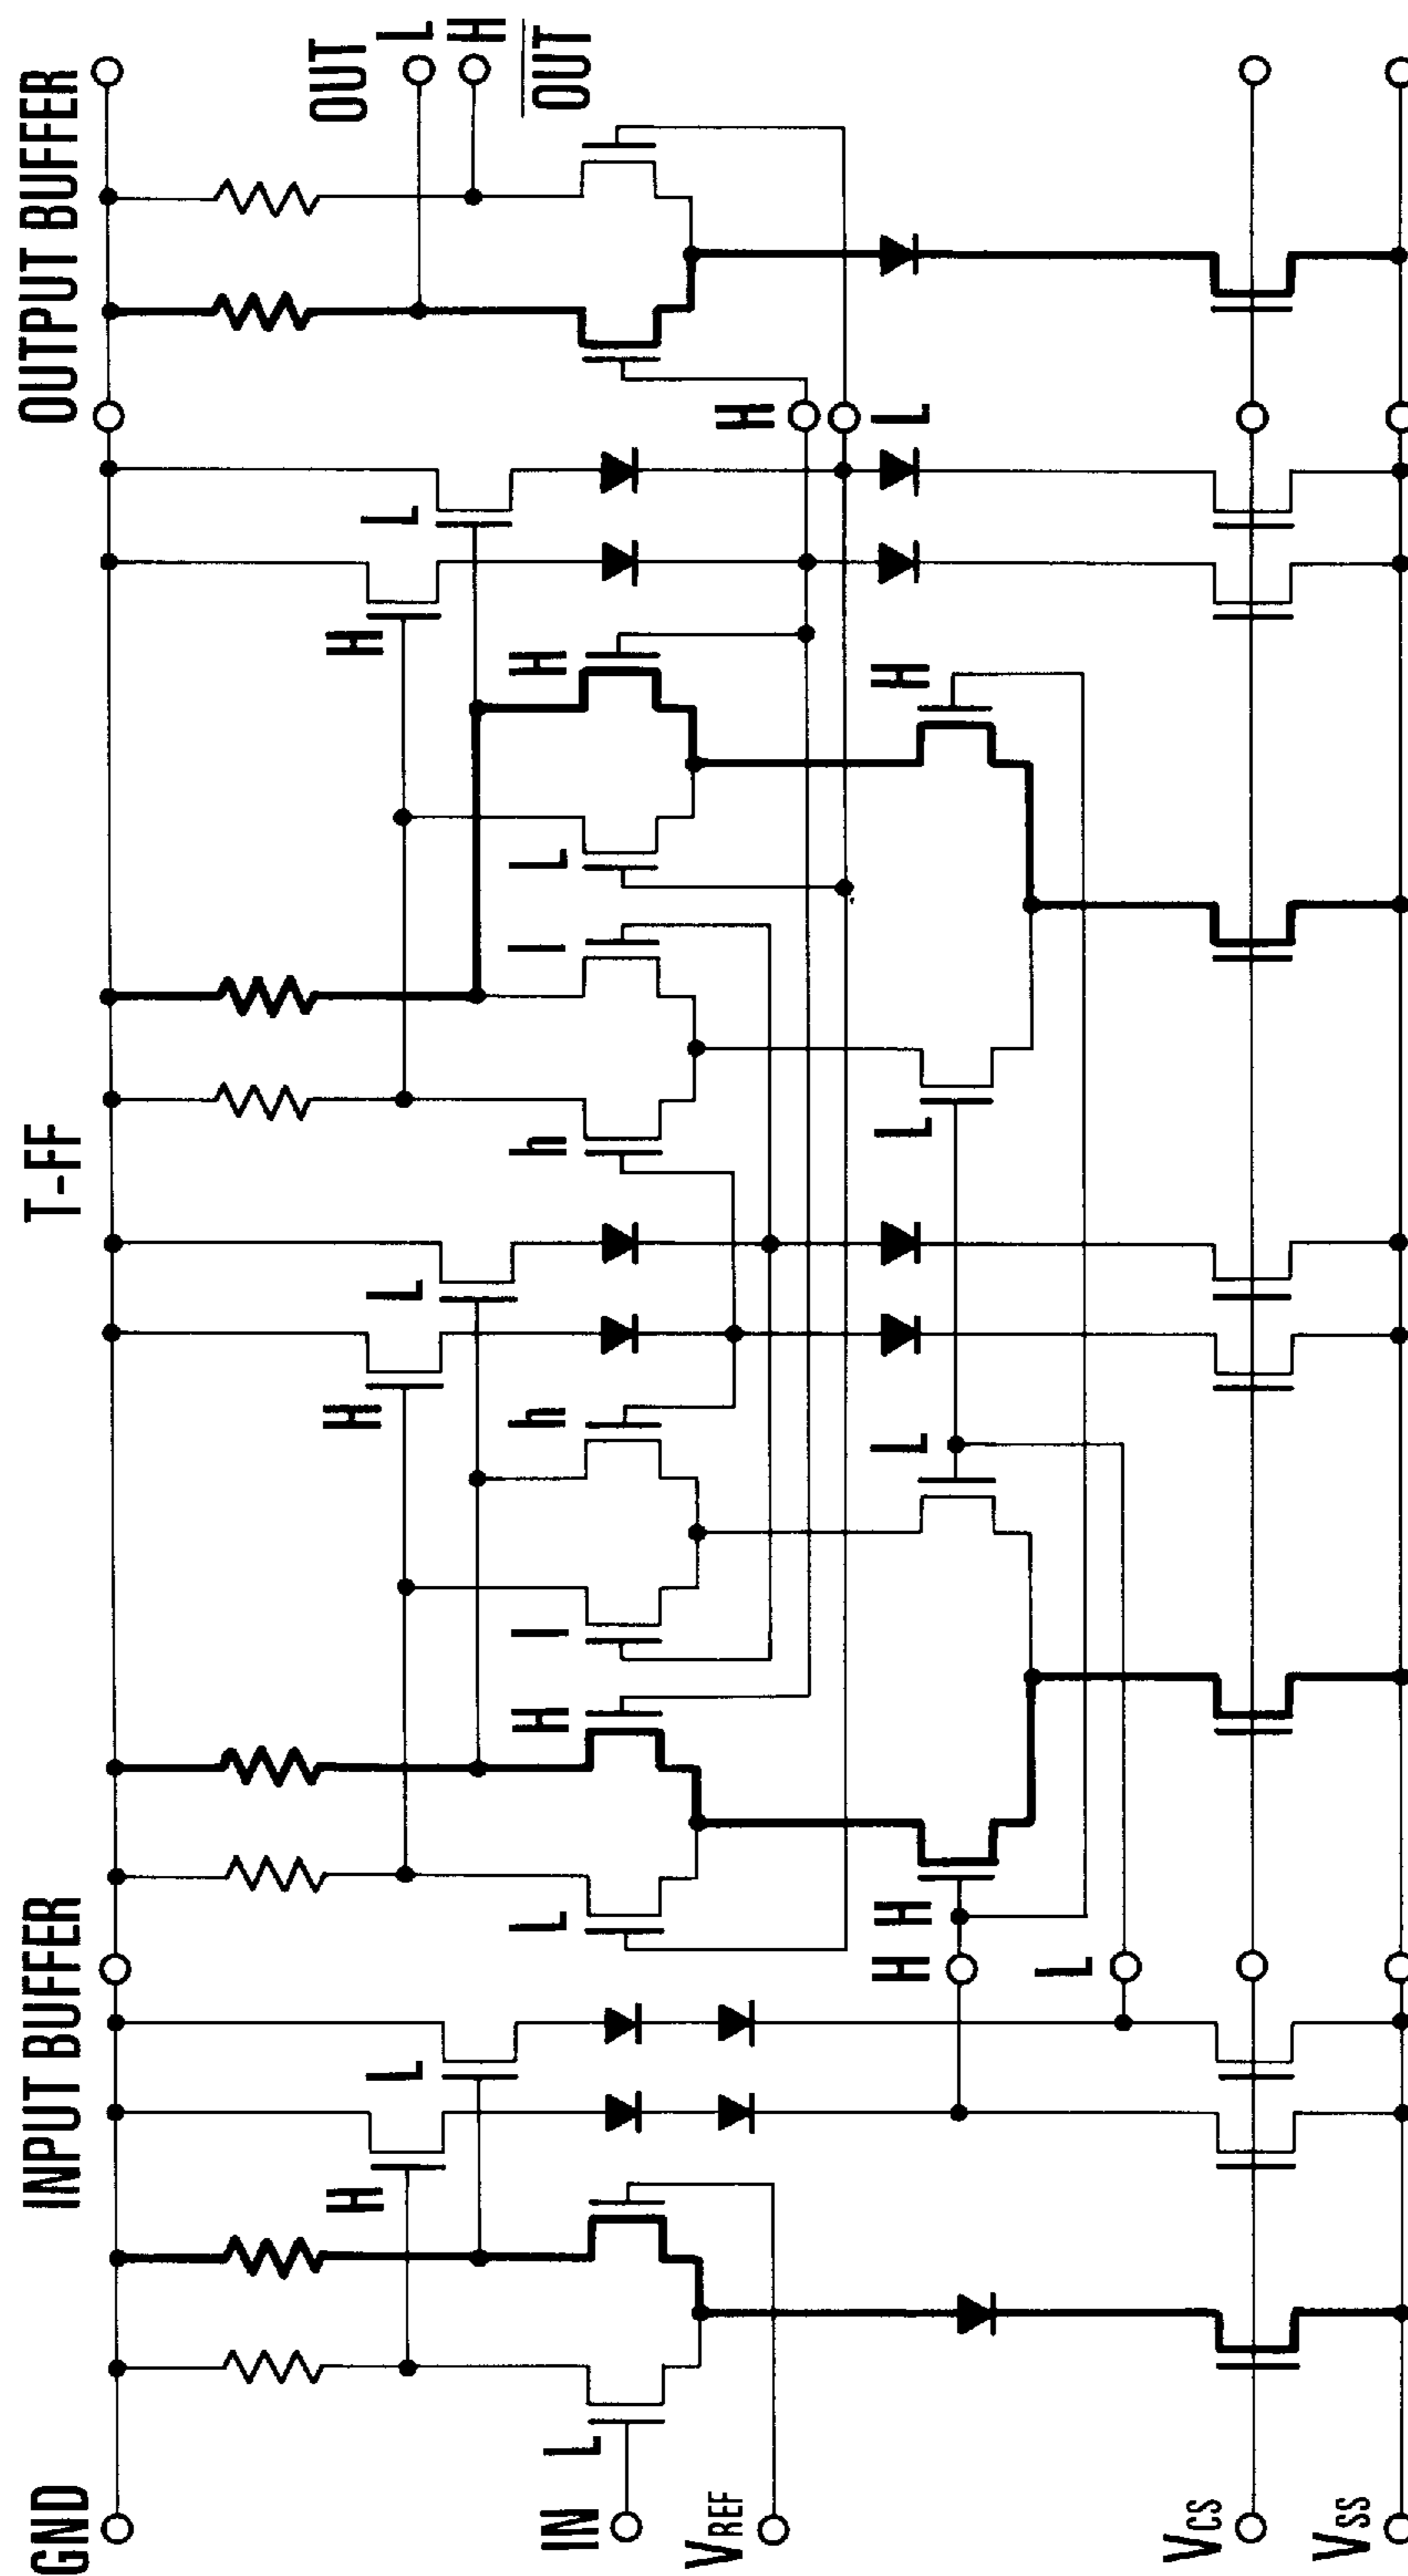 GND INPUT BUFFER T-FF OUTPUT BUFFER
OUT
H H H
L L L L
H
OUT
L H l h h l L H
IN L
VREF
H
H H L L H L
L
VCS
VSS